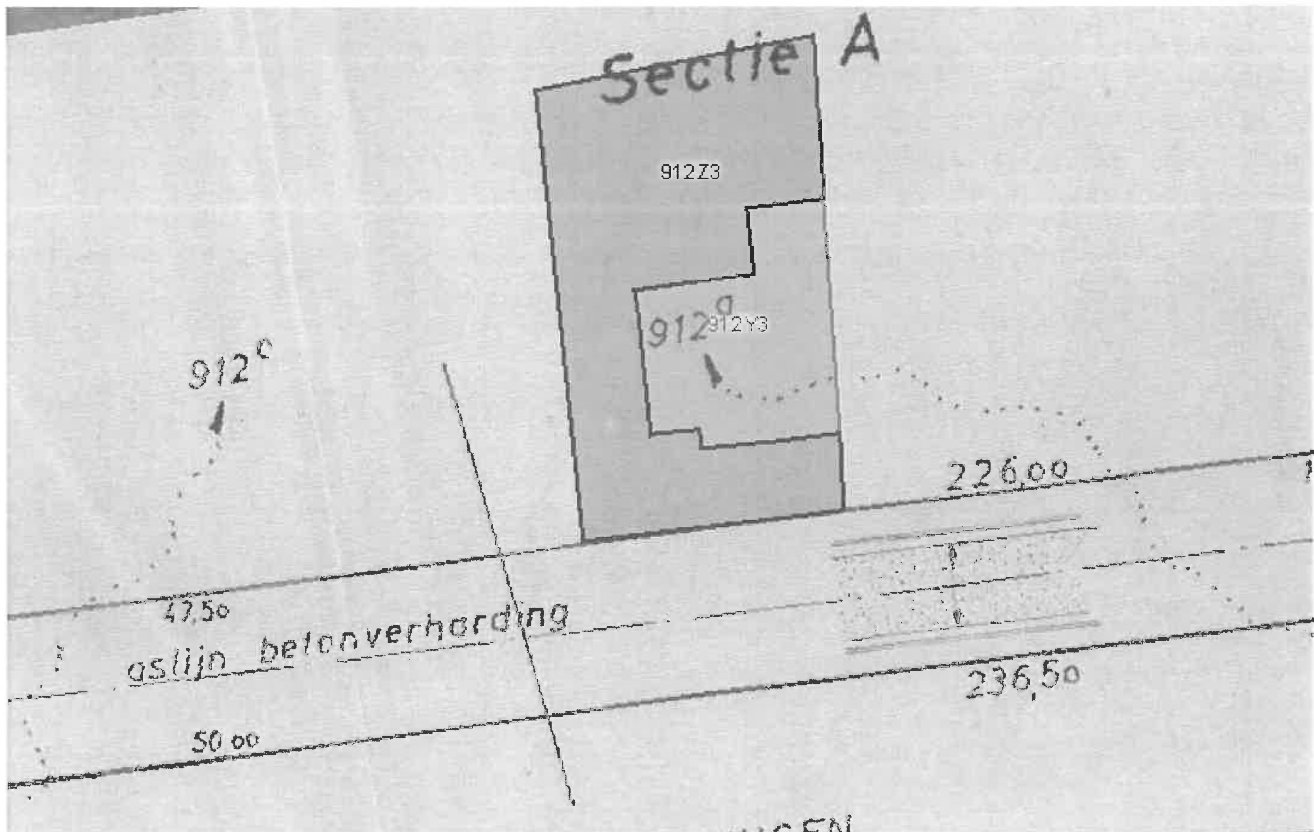 Sectie A
912Z3
912a
912Y3
912c
226,00
47,50
aslijn betonverharding
236,50
50 00